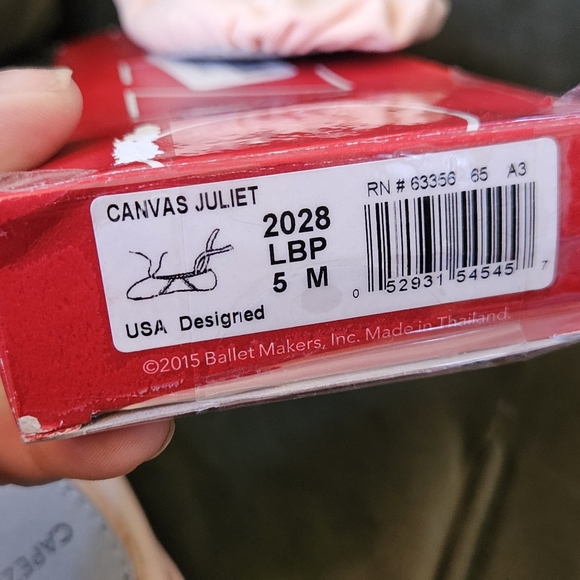 CANVAS JULIET
RN # 63356 65 A3
2028
LBP
5 M
0 52931 54545 7
USA Designed
©2015 Ballet Makers, Inc. Made in Thailand.